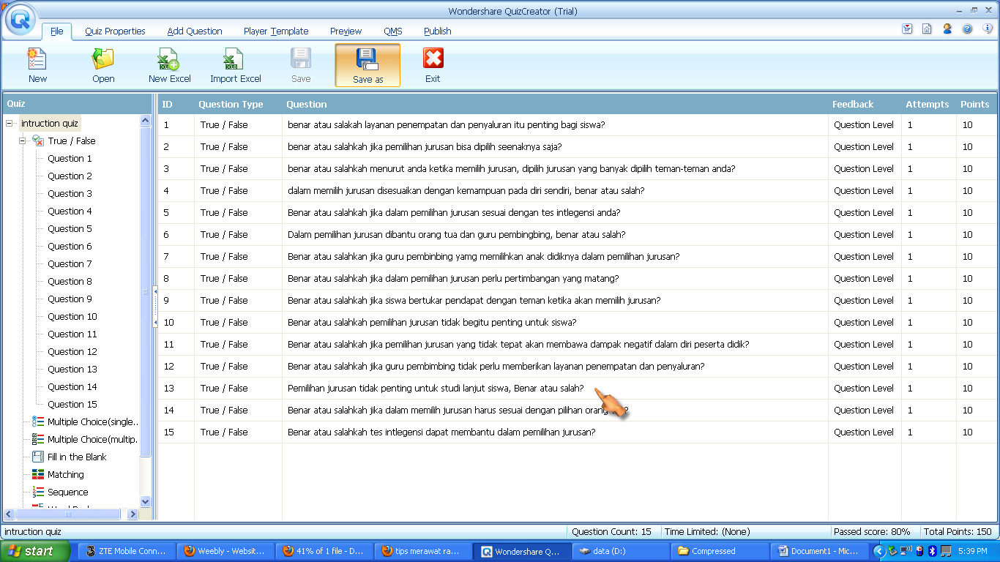 Wondershare QuizCreator (Trial)
File Quiz Properties Add Question Player Template Preview QMS Publish
New Open New Excel Import Excel Save Save as Exit
Quiz
intruction quiz
True / False
Question 1
Question 2
Question 3
Question 4
Question 5
Question 6
Question 7
Question 8
Question 9
Question 10
Question 11
Question 12
Question 13
Question 14
Question 15
Multiple Choice(single..
Multiple Choice(multip.
Fill in the Blank
Matching
Sequence
ID Question Type Question Feedback Attempts Points
1 True / False benar atau salakah layanan penempatan dan penyaluran itu penting bagi siswa? Question Level 1 10
2 True / False benar atau salahkah jika pemilihan jurusan bisa dipilih seenaknya saja? Question Level 1 10
3 True / False benar atau salahkah menurut anda ketika memilih jurusan, dipilih jurusan yang banyak dipilih teman-teman anda? Question Level 1 10
4 True / False dalam memilih jurusan disesuaikan dengan kemampuan pada diri sendiri, benar atau salah? Question Level 1 10
5 True / False Benar atau salahkah jika dalam pemilihan jurusan sesuai dengan tes intlegensi anda? Question Level 1 10
6 True / False Dalam pemilihan jurusan dibantu orang tua dan guru pembingbing, benar atau salah? Question Level 1 10
7 True / False Benar atau salahkah jika guru pembinbing yamg memilihkan anak didiknya dalam pemilihan jurusan? Question Level 1 10
8 True / False Benar atau salahkah jika dalam pemilihan jurusan perlu pertimbangan yang matang? Question Level 1 10
9 True / False Benar atau salahkah jika siswa bertukar pendapat dengan teman ketika akan memilih jurusan? Question Level 1 10
10 True / False Benar atau salahkah pemilihan jurusan tidak begitu penting untuk siswa? Question Level 1 10
11 True / False Benar atau salahkah jika pemilihan jurusan yang tidak tepat akan membawa dampak negatif dalam diri peserta didik? Question Level 1 10
12 True / False Benar atau salahkah jika guru pembimbing tidak perlu memberikan layanan penempatan dan penyaluran? Question Level 1 10
13 True / False Pemilihan jurusan tidak penting untuk studi lanjut siswa, Benar atau salah? Question Level 1 10
14 True / False Benar atau salahkah jika dalam memilih jurusan harus sesuai dengan pilihan orang ? Question Level 1 10
15 True / False Benar atau salahkah tes intlegensi dapat membantu dalam pemilihan jurusan? Question Level 1 10
intruction quiz Question Count: 15 Time Limited: (None) Passed score: 80% Total Points: 150
start ZTE Mobile Conn... Weebly - Websit... 41% of 1 file - D... tips merawat ra... Wondershare Q... data (D:) Compressed Document1 - Mic... 5:39 PM